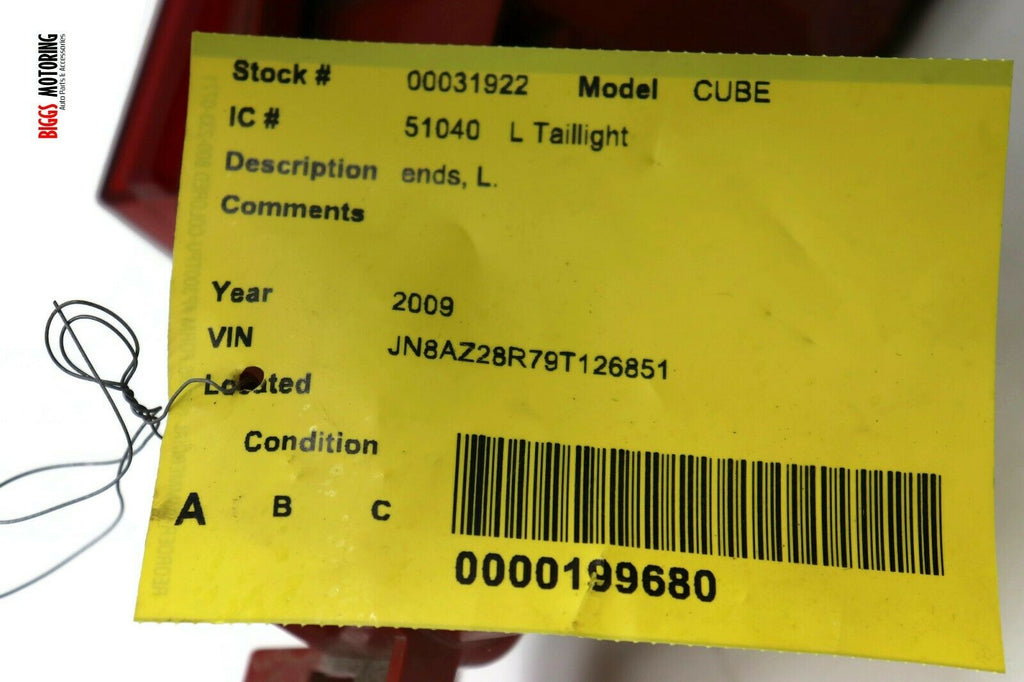 BIGGS MOTORING
Auto Parts & Accessories
Stock # 00031922 Model CUBE
IC # 51040 L Taillight
Description ends, L.
Comments
Year 2009
VIN JN8AZ28R79T126851
Located
Condition
A B C
0000199680